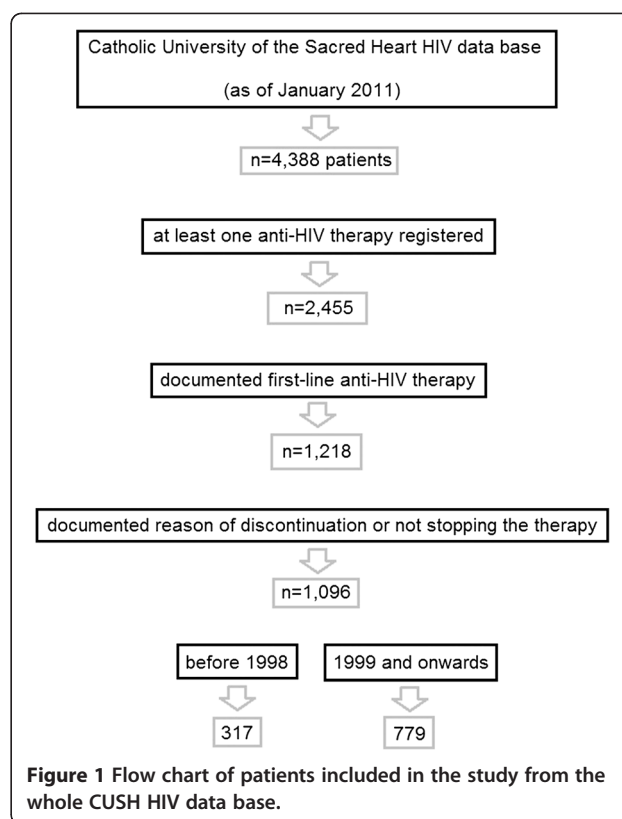 Catholic University of the Sacred Heart HIV data base
(as of January 2011)
n=4,388 patients
at least one anti-HIV therapy registered
n=2,455
documented first-line anti-HIV therapy
n=1,218
documented reason of discontinuation or not stopping the therapy
n=1,096
before 1998
1999 and onwards
317
779
Figure 1 Flow chart of patients included in the study from the
whole CUSH HIV data base.